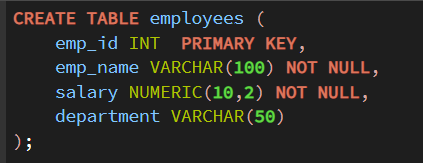 CREATE TABLE employees (
    emp_id INT  PRIMARY KEY,
    emp_name VARCHAR(100) NOT NULL,
    salary NUMERIC(10,2) NOT NULL,
    department VARCHAR(50)
);